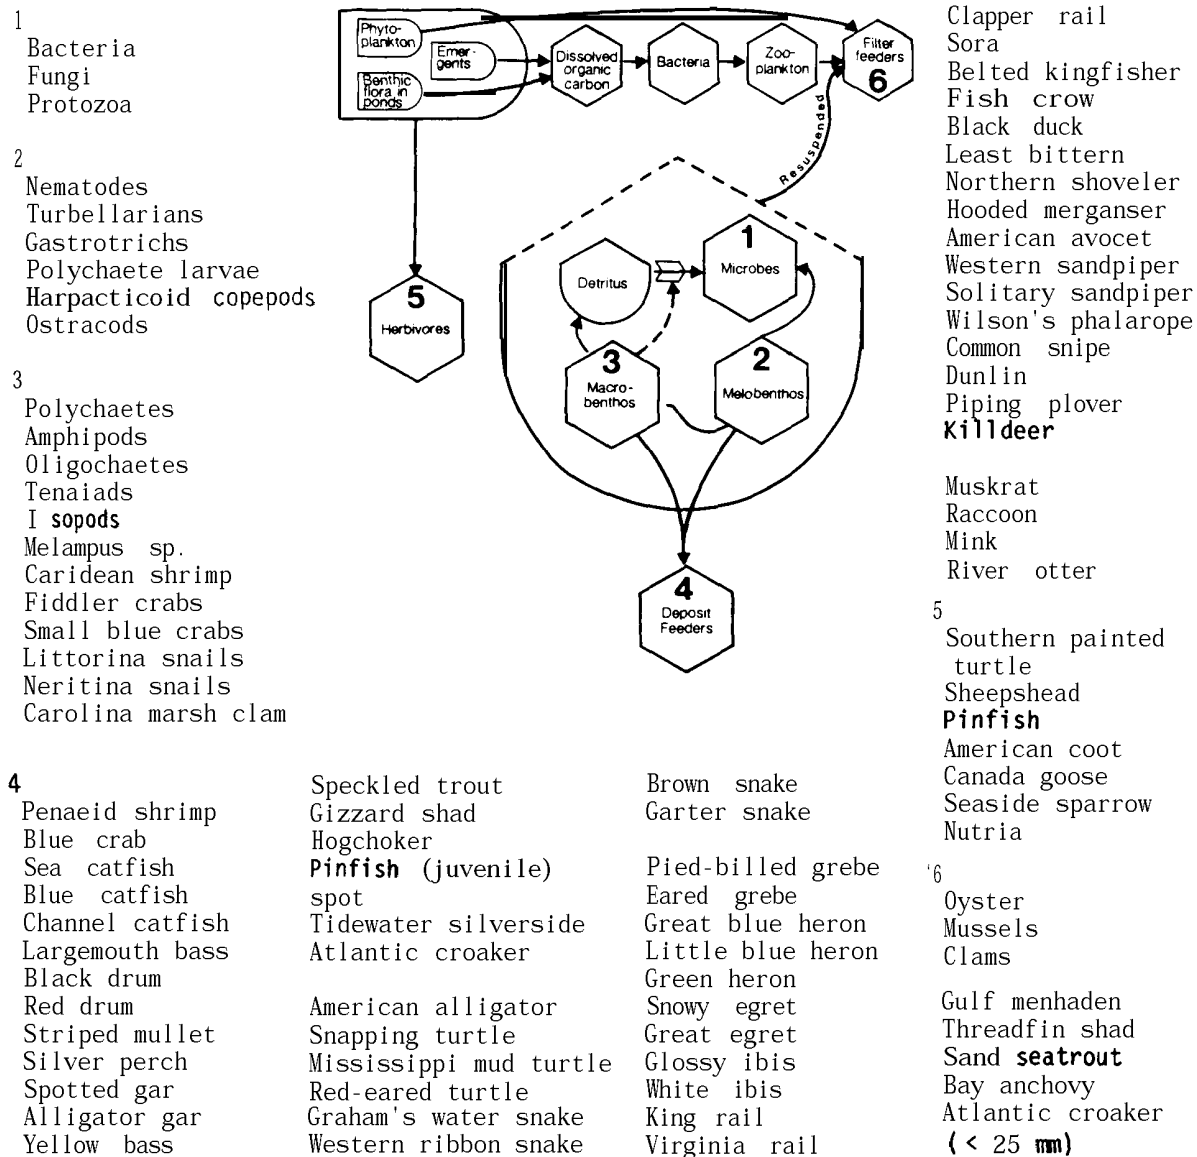 1
Bacteria
Fungi
Protozoa
2
Nematodes
Turbellarians
Gastrotrichs
Polychaete larvae
Harpacticoid copepods
Ostracods
3
Polychaetes
Amphipods
Oligochaetes
Tenaiads
I sopods
Melampus sp.
Caridean shrimp
Fiddler crabs
Small blue crabs
Littorina snails
Neritina snails
Carolina marsh clam
Phyto-
plankton
Emer-
gents
Benthic
flora in
ponds
Dissolved
organic
carbon
Bacteria
Zoo-
plankton
Filter
feeders
6
Resuspended
5
Herbivores
Detritus
1
Microbes
3
Macro-
benthos
2
Meiobenthos
4
Deposit
Feeders
4
Penaeid shrimp
Blue crab
Sea catfish
Blue catfish
Channel catfish
Largemouth bass
Black drum
Red drum
Striped mullet
Silver perch
Spotted gar
Alligator gar
Yellow bass
Speckled trout
Gizzard shad
Hogchoker
Pinfish (juvenile)
spot
Tidewater silverside
Atlantic croaker
American alligator
Snapping turtle
Mississippi mud turtle
Red-eared turtle
Graham's water snake
Western ribbon snake
Brown snake
Garter snake
Pied-billed grebe
Eared grebe
Great blue heron
Little blue heron
Green heron
Snowy egret
Great egret
Glossy ibis
White ibis
King rail
Virginia rail
Clapper rail
Sora
Belted kingfisher
Fish crow
Black duck
Least bittern
Northern shoveler
Hooded merganser
American avocet
Western sandpiper
Solitary sandpiper
Wilson's phalarope
Common snipe
Dunlin
Piping plover
Killdeer
Muskrat
Raccoon
Mink
River otter
5
Southern painted
turtle
Sheepshead
Pinfish
American coot
Canada goose
Seaside sparrow
Nutria
'6
Oyster
Mussels
Clams
Gulf menhaden
Threadfin shad
Sand seatrout
Bay anchovy
Atlantic croaker
(< 25 mm)